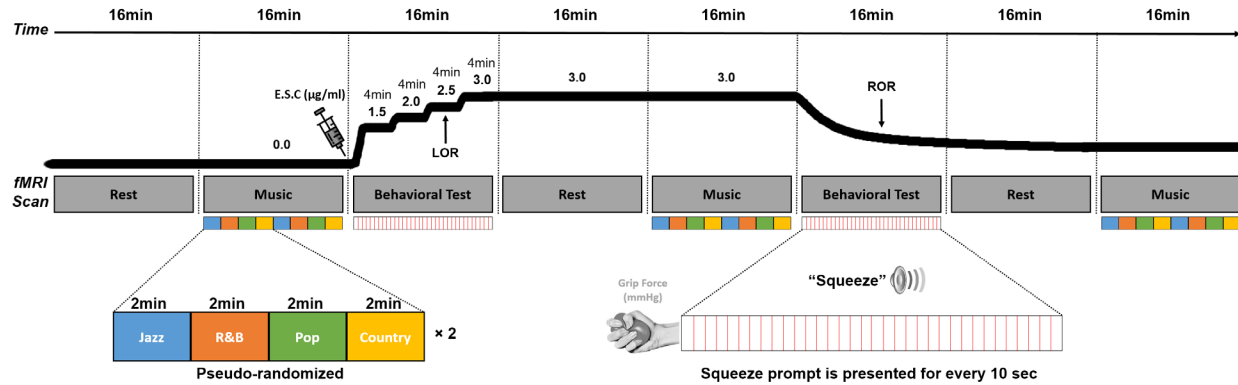 16min 16min 16min 16min 16min 16min 16min 16min
Time
4min 4min 4min 4min
1.5 2.0 2.5 3.0 3.0 3.0
E.S.C (µg/ml)
0.0
LOR
ROR
fMRI Scan
Rest Music Behavioral Test Rest Music Behavioral Test Rest Music
2min 2min 2min 2min
Jazz R&B Pop Country × 2
Pseudo-randomized
Grip Force
(mmHg)
“Squeeze”
Squeeze prompt is presented for every 10 sec